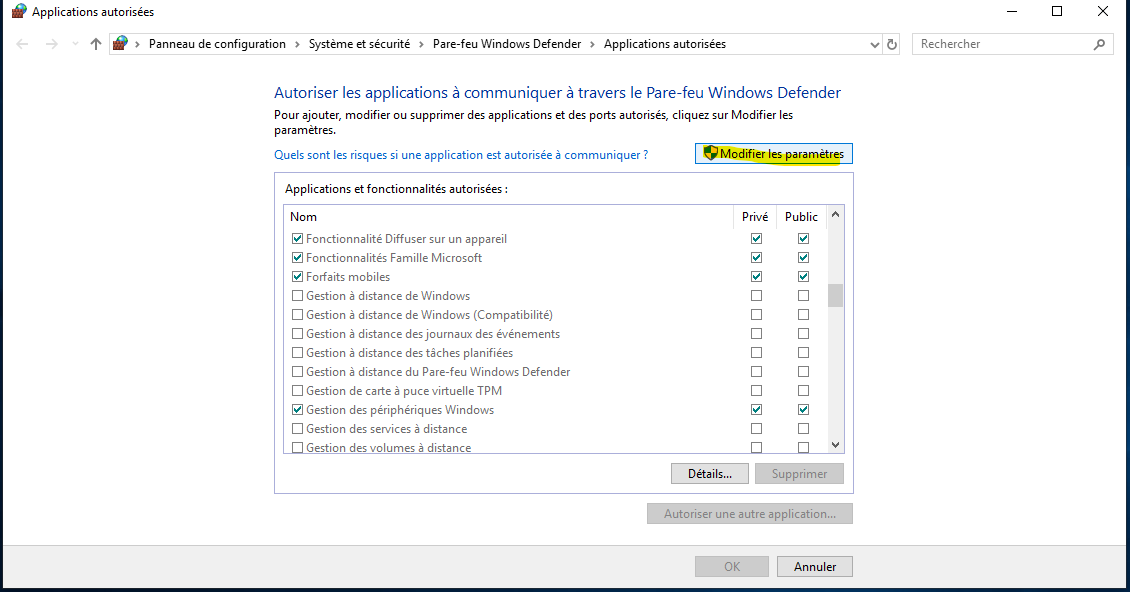 Applications autorisées
Panneau de configuration > Système et sécurité > Pare-feu Windows Defender > Applications autorisées
Rechercher
Autoriser les applications à communiquer à travers le Pare-feu Windows Defender
Pour ajouter, modifier ou supprimer des applications et des ports autorisés, cliquez sur Modifier les
paramètres.
Quels sont les risques si une application est autorisée à communiquer ?
Modifier les paramètres
Applications et fonctionnalités autorisées :
Nom Privé Public
Fonctionnalité Diffuser sur un appareil
Fonctionnalités Famille Microsoft
Forfaits mobiles
Gestion à distance de Windows
Gestion à distance de Windows (Compatibilité)
Gestion à distance des journaux des événements
Gestion à distance des tâches planifiées
Gestion à distance du Pare-feu Windows Defender
Gestion de carte à puce virtuelle TPM
Gestion des périphériques Windows
Gestion des services à distance
Gestion des volumes à distance
Détails... Supprimer
Autoriser une autre application...
OK Annuler